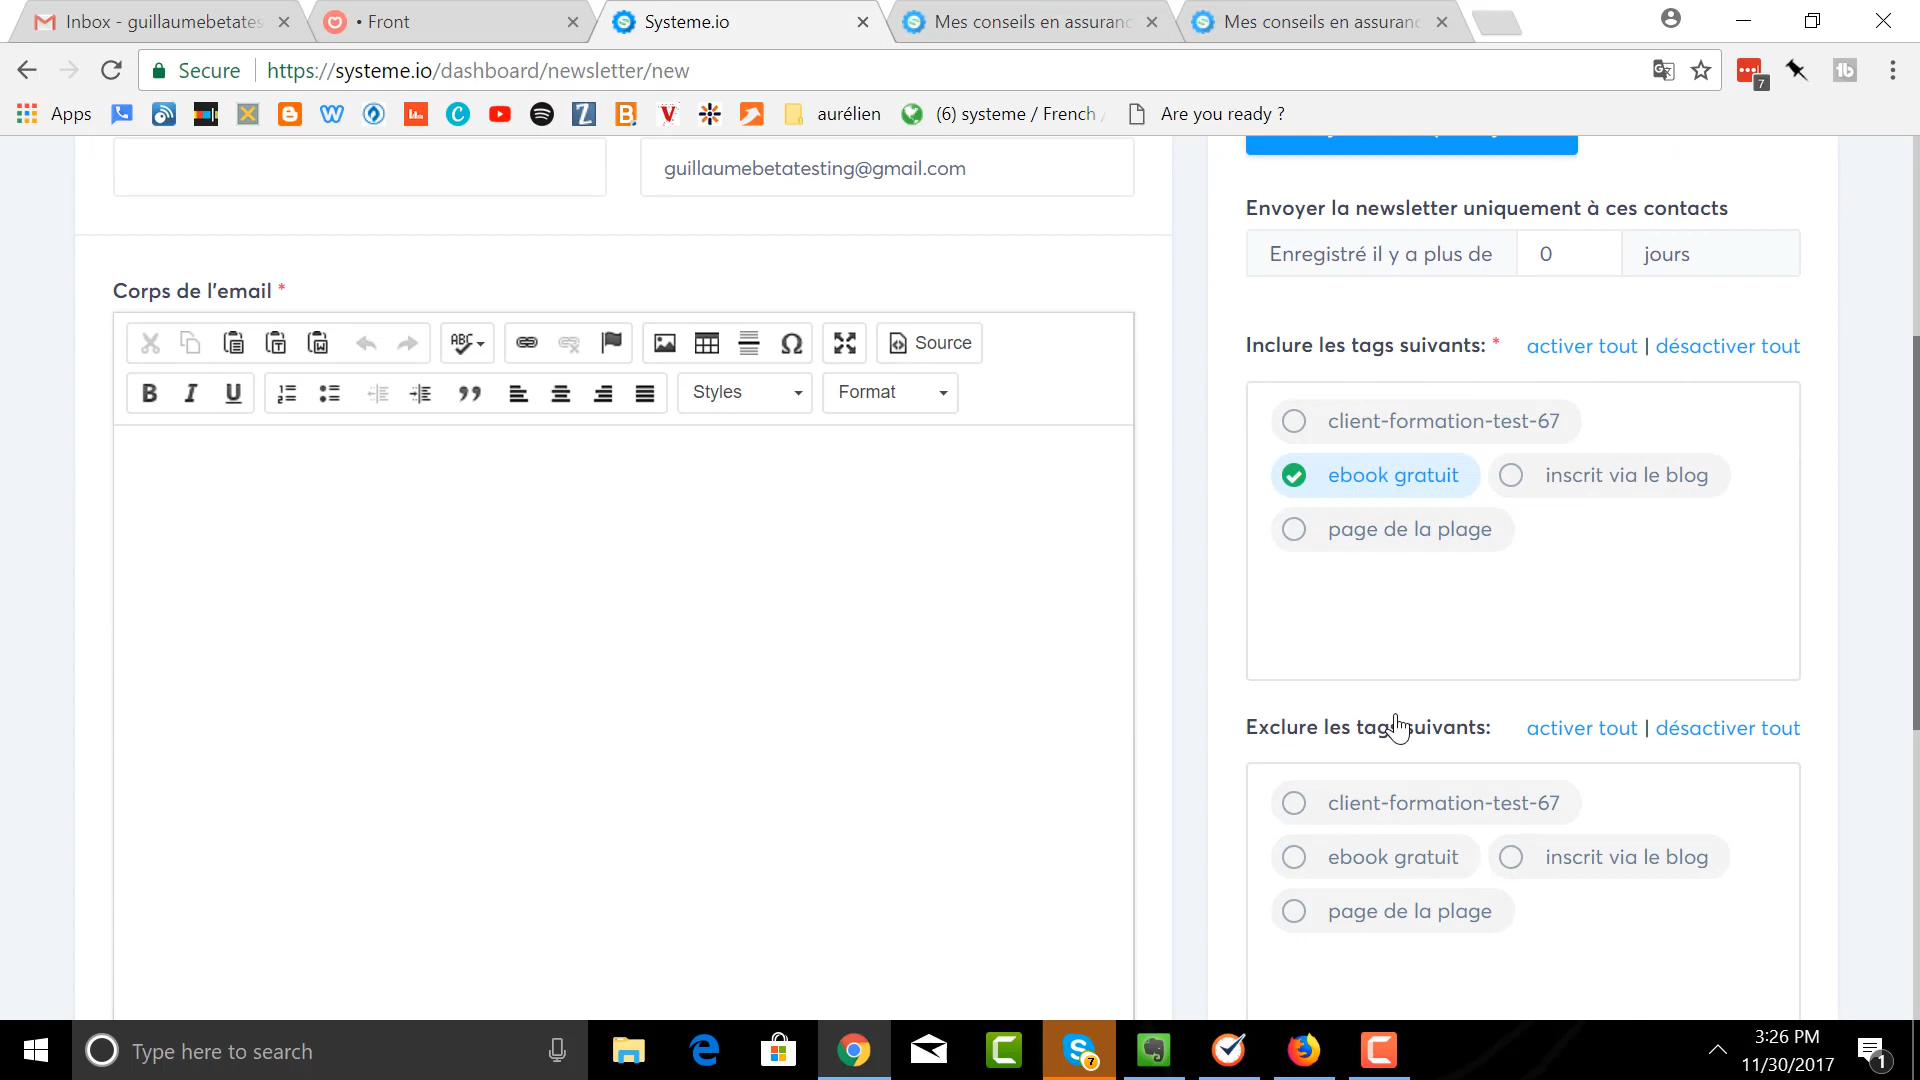 Inbox - guillaumebetates
• Front
Systeme.io
Mes conseils en assuranc
Mes conseils en assuranc
Secure
https://systeme.io/dashboard/newsletter/new
7
Apps
aurélien
(6) systeme / French
Are you ready ?
guillaumebetatesting@gmail.com
Envoyer la newsletter uniquement à ces contacts
Enregistré il y a plus de
0
jours
Corps de l'email *
ABC
Source
B I U
Styles
Format
Inclure les tags suivants: *
activer tout | désactiver tout
client-formation-test-67
ebook gratuit
inscrit via le blog
page de la plage
Exclure les tags suivants:
activer tout | désactiver tout
client-formation-test-67
ebook gratuit
inscrit via le blog
page de la plage
Type here to search
7
3:26 PM
11/30/2017
1